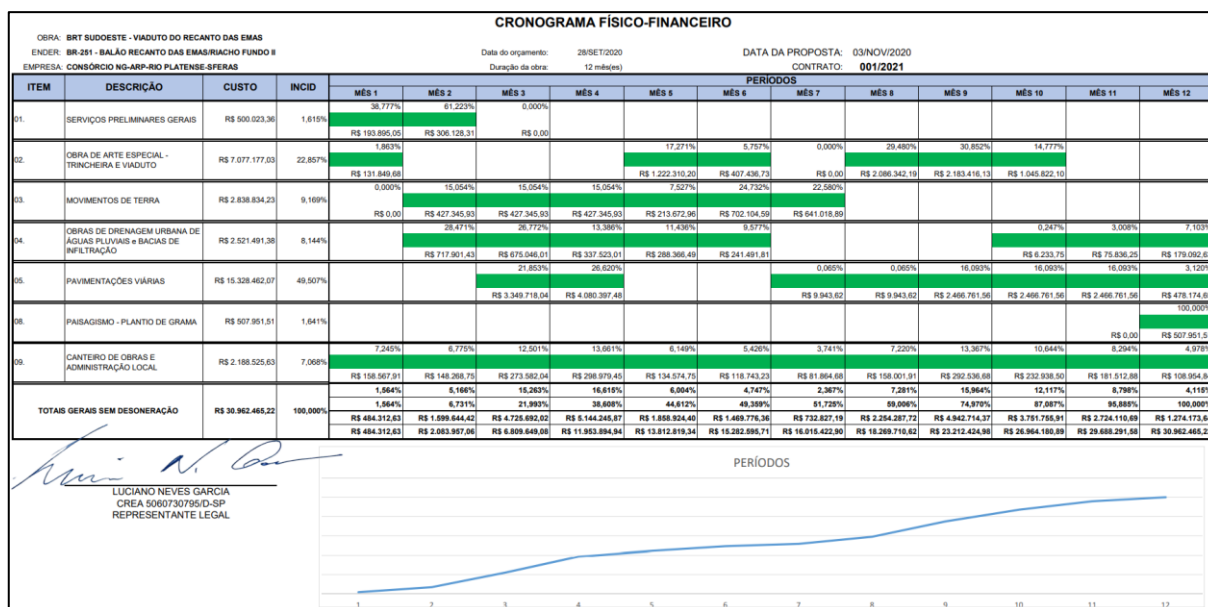 CRONOGRAMA FÍSICO-FINANCEIRO
OBRA: BRT SUDOESTE - VIADUTO DO RECANTO DAS EMAS
ENDER: BR-251 - BALÃO RECANTO DAS EMAS/RIACHO FUNDO II Data do orçamento: 28/SET/2020 DATA DA PROPOSTA: 03/NOV/2020
EMPRESA: CONSÓRCIO NG-ARP-RIO PLATENSE-SFERAS Duração da obra: 12 mês(es) CONTRATO: 001/2021
ITEM DESCRIÇÃO CUSTO INCID PERÍODOS
MÊS 1 MÊS 2 MÊS 3 MÊS 4 MÊS 5 MÊS 6 MÊS 7 MÊS 8 MÊS 9 MÊS 10 MÊS 11 MÊS 12
38,777% 61,223% 0,000%
01. SERVIÇOS PRELIMINARES GERAIS R$ 500.023,36 1,615%
R$ 193.895,05 R$ 306.128,31 R$ 0,00
1,863% 17,271% 5,757% 0,000% 29,480% 30,852% 14,777%
02. OBRA DE ARTE ESPECIAL - TRINCHEIRA E VIADUTO R$ 7.077.177,03 22,857%
R$ 131.849,68 R$ 1.222.310,20 R$ 407.436,73 R$ 0,00 R$ 2.086.342,19 R$ 2.183.416,13 R$ 1.045.822,10
0,000% 15,054% 15,054% 15,054% 7,527% 24,732% 22,580%
03. MOVIMENTOS DE TERRA R$ 2.838.834,23 9,169%
R$ 0,00 R$ 427.345,93 R$ 427.345,93 R$ 427.345,93 R$ 213.672,96 R$ 702.104,59 R$ 641.018,89
28,471% 26,772% 13,386% 11,436% 9,577% 0,247% 3,008% 7,103%
04. OBRAS DE DRENAGEM URBANA DE ÁGUAS PLUVIAIS e BACIAS DE INFILTRAÇÃO R$ 2.521.491,38 8,144%
R$ 717.901,43 R$ 675.046,01 R$ 337.523,01 R$ 288.366,49 R$ 241.491,81 R$ 6.233,75 R$ 75.836,25 R$ 179.092,6
21,853% 26,620% 0,065% 0,065% 16,093% 16,093% 16,093% 3,120%
05. PAVIMENTAÇÕES VIÁRIAS R$ 15.328.462,07 49,507%
R$ 3.349.718,04 R$ 4.080.397,48 R$ 9.943,62 R$ 9.943,62 R$ 2.466.761,56 R$ 2.466.761,56 R$ 2.466.761,56 R$ 478.174,6
100,000%
08. PAISAGISMO - PLANTIO DE GRAMA R$ 507.951,51 1,641%
R$ 0,00 R$ 507.951,5
7,245% 6,775% 12,501% 13,661% 6,149% 5,426% 3,741% 7,220% 13,367% 10,644% 8,294% 4,978%
09. CANTEIRO DE OBRAS E ADMINISTRAÇÃO LOCAL R$ 2.188.525,63 7,068%
R$ 158.567,91 R$ 148.268,75 R$ 273.582,04 R$ 298.979,45 R$ 134.574,75 R$ 118.743,23 R$ 81.864,68 R$ 158.001,91 R$ 292.536,68 R$ 232.938,50 R$ 181.512,88 R$ 108.954,8
1,564% 5,166% 15,263% 16,615% 6,004% 4,747% 2,367% 7,281% 15,964% 12,117% 8,798% 4,115%
TOTAIS GERAIS SEM DESONERAÇÃO R$ 30.962.465,22 100,000%
1,564% 6,731% 21,993% 38,608% 44,612% 49,359% 51,725% 59,006% 74,970% 87,087% 95,885% 100,000%
R$ 484.312,63 R$ 1.599.644,42 R$ 4.725.692,02 R$ 5.144.245,87 R$ 1.858.924,40 R$ 1.469.776,36 R$ 732.827,19 R$ 2.254.287,72 R$ 4.942.714,37 R$ 3.751.755,91 R$ 2.724.110,69 R$ 1.274.173,6
R$ 484.312,63 R$ 2.083.957,06 R$ 6.809.649,08 R$ 11.953.894,94 R$ 13.812.819,34 R$ 15.282.595,71 R$ 16.015.422,90 R$ 18.269.710,62 R$ 23.212.424,98 R$ 26.964.180,89 R$ 29.688.291,58 R$ 30.962.465,2
LUCIANO NEVES GARCIA
CREA 5060730795/D-SP
REPRESENTANTE LEGAL
PERÍODOS
1 2 3 4 5 6 7 8 9 10 11 12